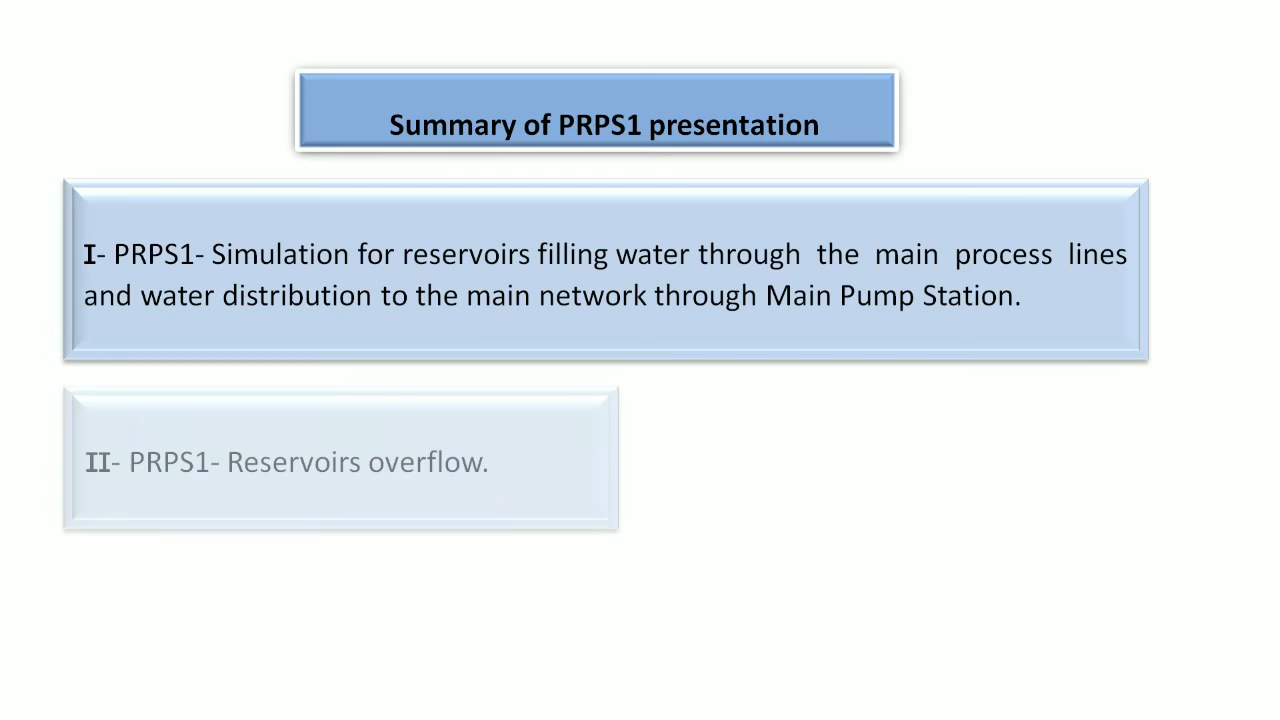 Summary of PRPS1 presentation
I- PRPS1- Simulation for reservoirs filling water through the main process lines
and water distribution to the main network through Main Pump Station.
II- PRPS1- Reservoirs overflow.